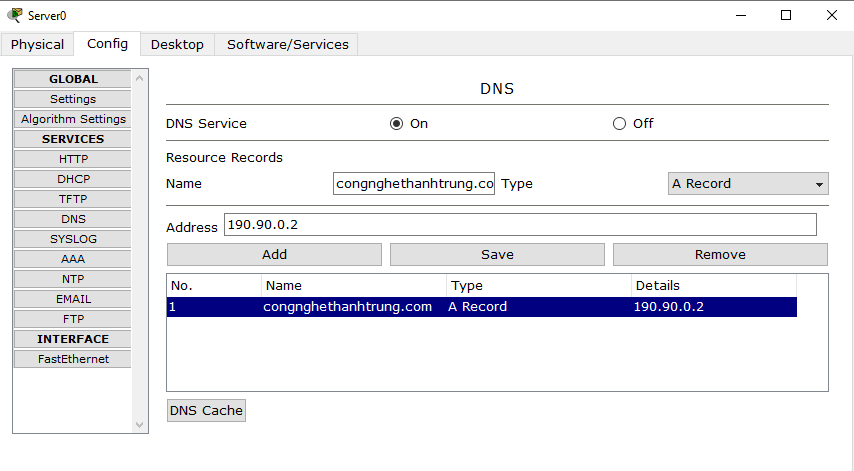 Server0
Physical Config Desktop Software/Services
GLOBAL
Settings
Algorithm Settings
SERVICES
HTTP
DHCP
TFTP
DNS
SYSLOG
AAA
NTP
EMAIL
FTP
INTERFACE
FastEthernet
DNS
DNS Service On Off
Resource Records
Name congnghethanhtrung.co Type A Record
Address 190.90.0.2
Add Save Remove
No. Name Type Details
1 congnghethanhtrung.com A Record 190.90.0.2
DNS Cache